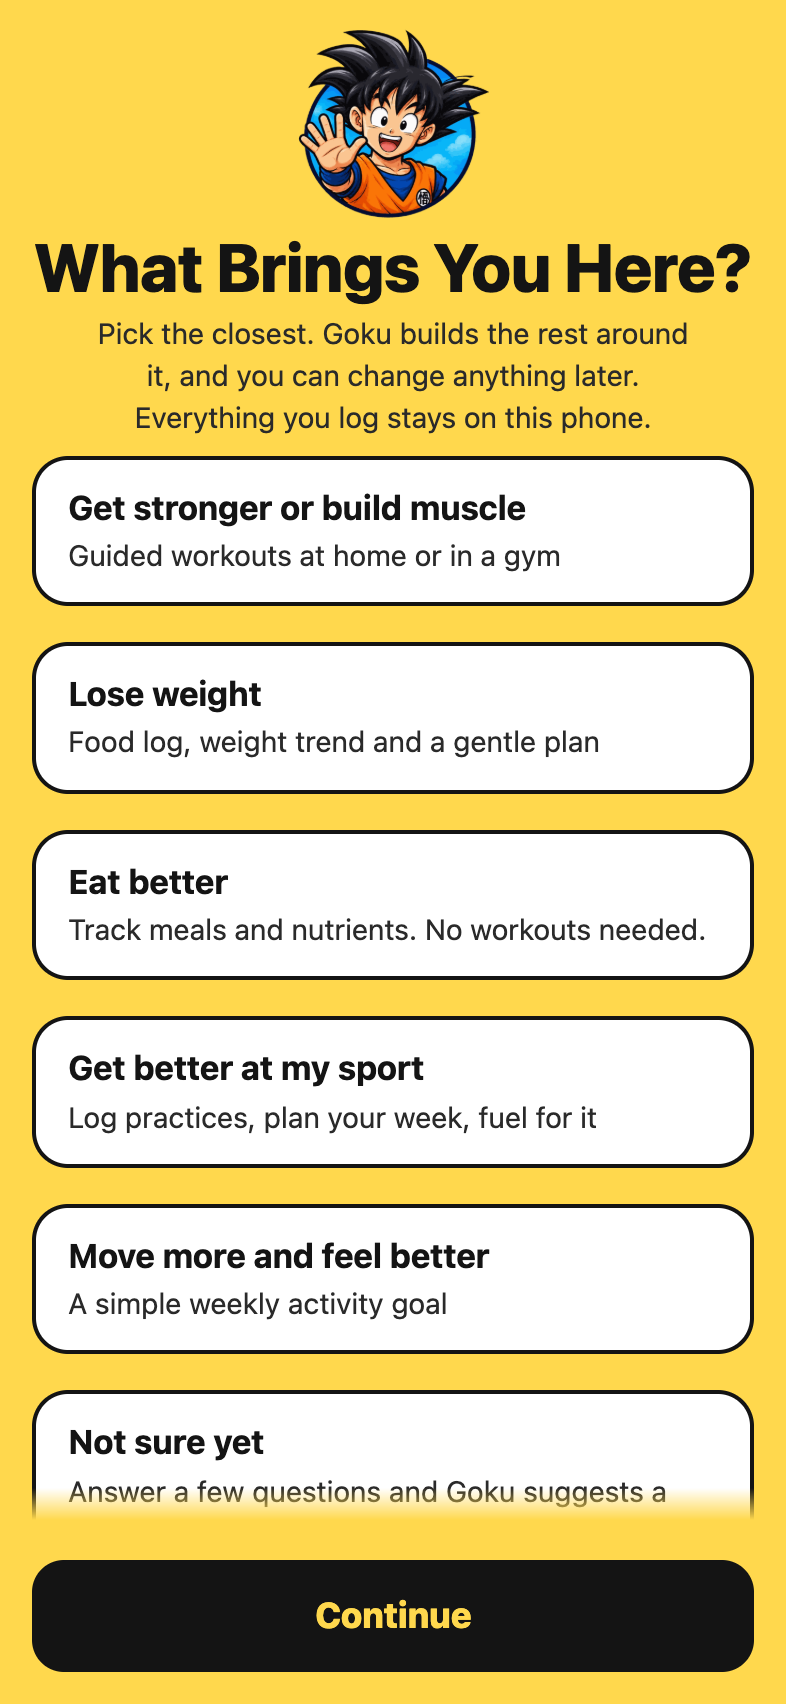 悟
What Brings You Here?
Pick the closest. Goku builds the rest around
it, and you can change anything later.
Everything you log stays on this phone.
Get stronger or build muscle
Guided workouts at home or in a gym
Lose weight
Food log, weight trend and a gentle plan
Eat better
Track meals and nutrients. No workouts needed.
Get better at my sport
Log practices, plan your week, fuel for it
Move more and feel better
A simple weekly activity goal
Not sure yet
Answer a few questions and Goku suggests a
Continue